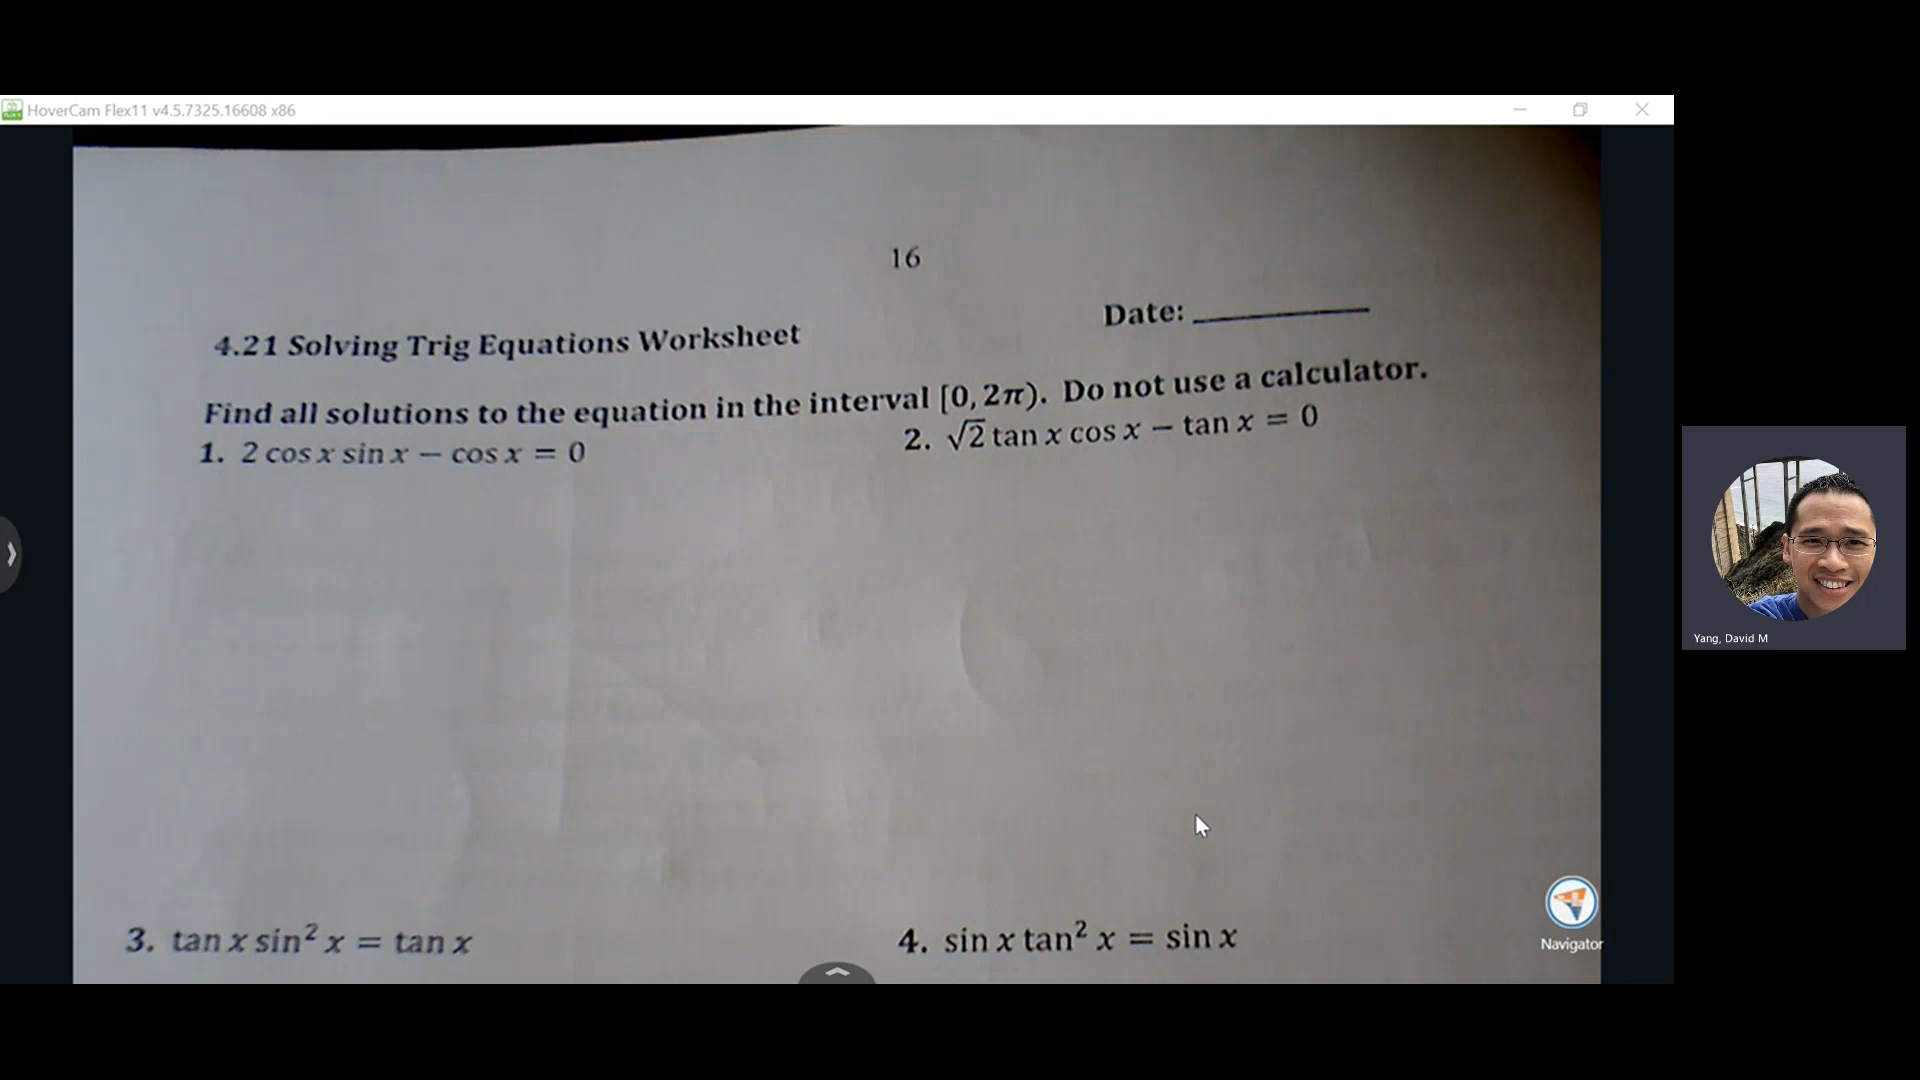 HoverCam Flex11 v4.5.7325.16608 x86
16
Date: __________
4.21 Solving Trig Equations Worksheet
Find all solutions to the equation in the interval [0, 2π). Do not use a calculator.
1. 2 cos x sin x − cos x = 0
2. √2 tan x cos x − tan x = 0
3. tan x sin² x = tan x
4. sin x tan² x = sin x
Navigator
Yang, David M